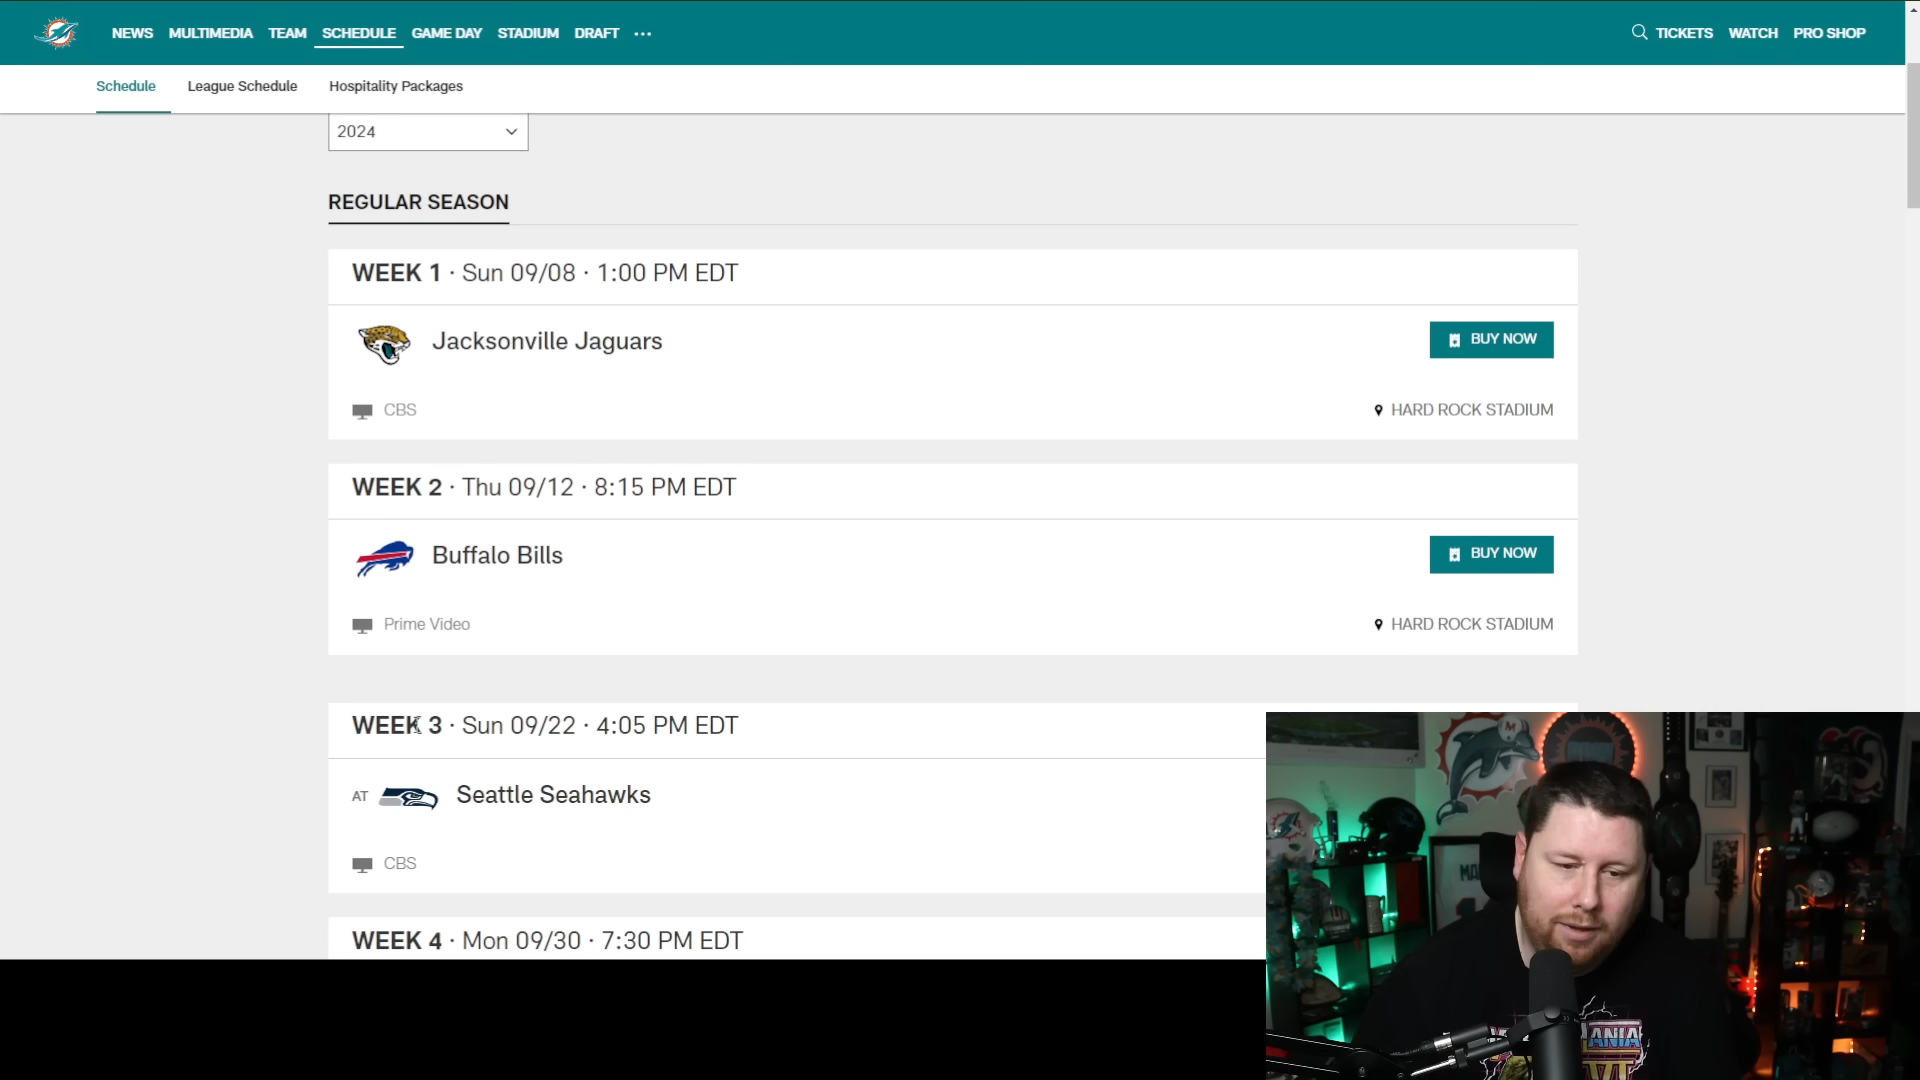 NEWS MULTIMEDIA TEAM SCHEDULE GAME DAY STADIUM DRAFT ... TICKETS WATCH PRO SHOP
Schedule League Schedule Hospitality Packages
2024
REGULAR SEASON
WEEK 1 · Sun 09/08 · 1:00 PM EDT
Jacksonville Jaguars BUY NOW
CBS HARD ROCK STADIUM
WEEK 2 · Thu 09/12 · 8:15 PM EDT
Buffalo Bills BUY NOW
Prime Video HARD ROCK STADIUM
WEEK 3 · Sun 09/22 · 4:05 PM EDT
AT Seattle Seahawks
CBS
WEEK 4 · Mon 09/30 · 7:30 PM EDT